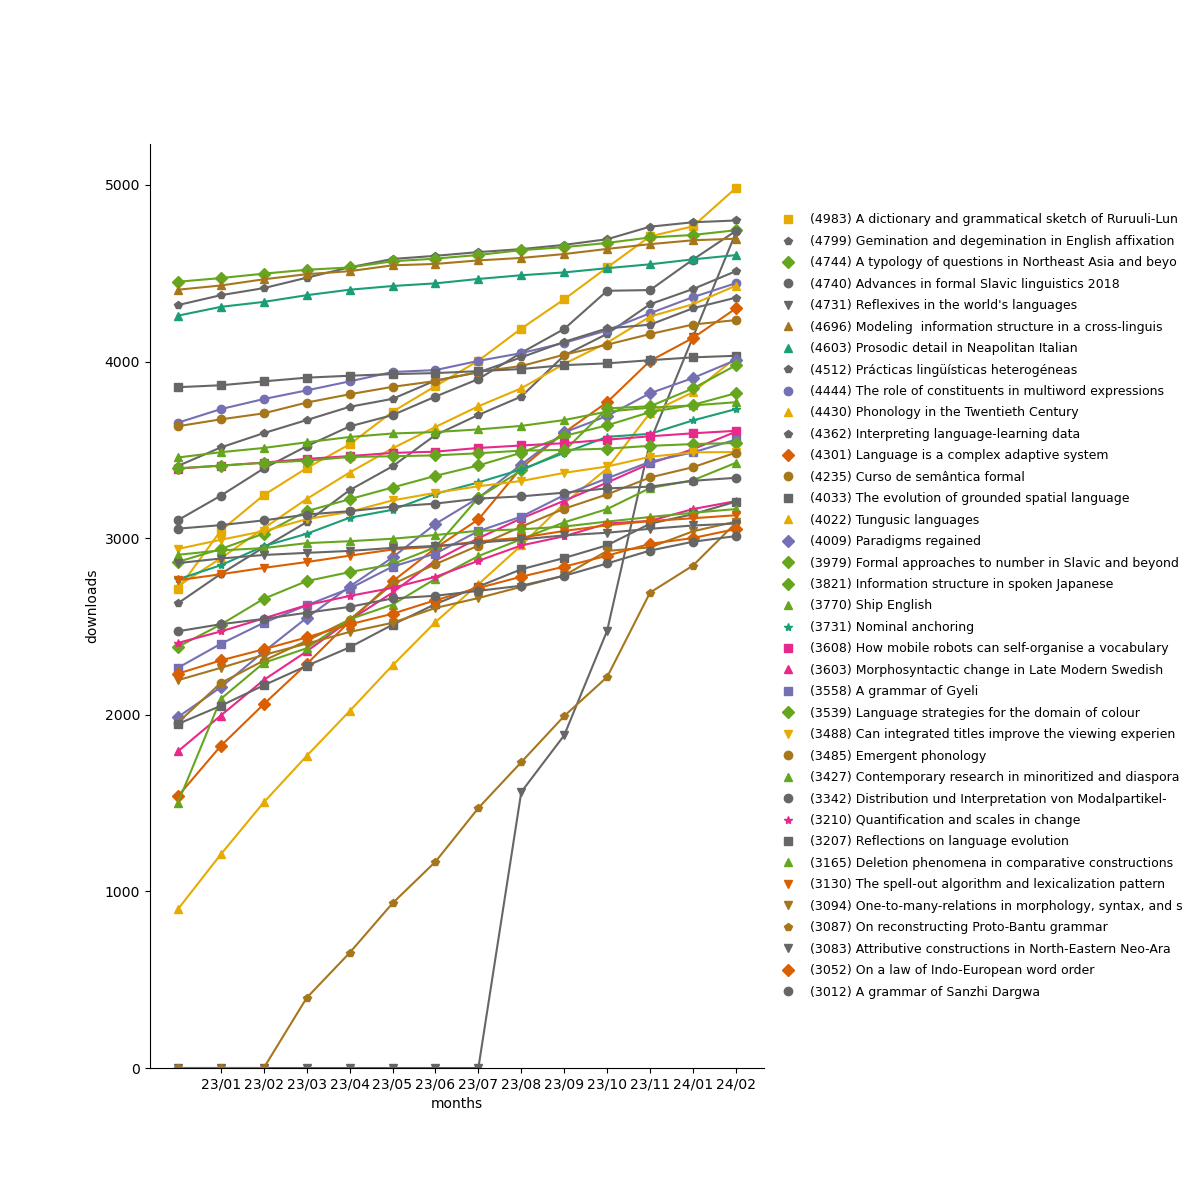 5000
4000
3000
2000
1000
0
downloads
23/01 23/02 23/03 23/04 23/05 23/06 23/07 23/08 23/09 23/10 23/11 24/01 24/02
months
(4983) A dictionary and grammatical sketch of Ruruuli-Lun
(4799) Gemination and degemination in English affixation
(4744) A typology of questions in Northeast Asia and beyo
(4740) Advances in formal Slavic linguistics 2018
(4731) Reflexives in the world's languages
(4696) Modeling  information structure in a cross-linguis
(4603) Prosodic detail in Neapolitan Italian
(4512) Prácticas lingüísticas heterogéneas
(4444) The role of constituents in multiword expressions
(4430) Phonology in the Twentieth Century
(4362) Interpreting language-learning data
(4301) Language is a complex adaptive system
(4235) Curso de semântica formal
(4033) The evolution of grounded spatial language
(4022) Tungusic languages
(4009) Paradigms regained
(3979) Formal approaches to number in Slavic and beyond
(3821) Information structure in spoken Japanese
(3770) Ship English
(3731) Nominal anchoring
(3608) How mobile robots can self-organise a vocabulary
(3603) Morphosyntactic change in Late Modern Swedish
(3558) A grammar of Gyeli
(3539) Language strategies for the domain of colour
(3488) Can integrated titles improve the viewing experien
(3485) Emergent phonology
(3427) Contemporary research in minoritized and diaspora
(3342) Distribution und Interpretation von Modalpartikel-
(3210) Quantification and scales in change
(3207) Reflections on language evolution
(3165) Deletion phenomena in comparative constructions
(3130) The spell-out algorithm and lexicalization pattern
(3094) One-to-many-relations in morphology, syntax, and s
(3087) On reconstructing Proto-Bantu grammar
(3083) Attributive constructions in North-Eastern Neo-Ara
(3052) On a law of Indo-European word order
(3012) A grammar of Sanzhi Dargwa